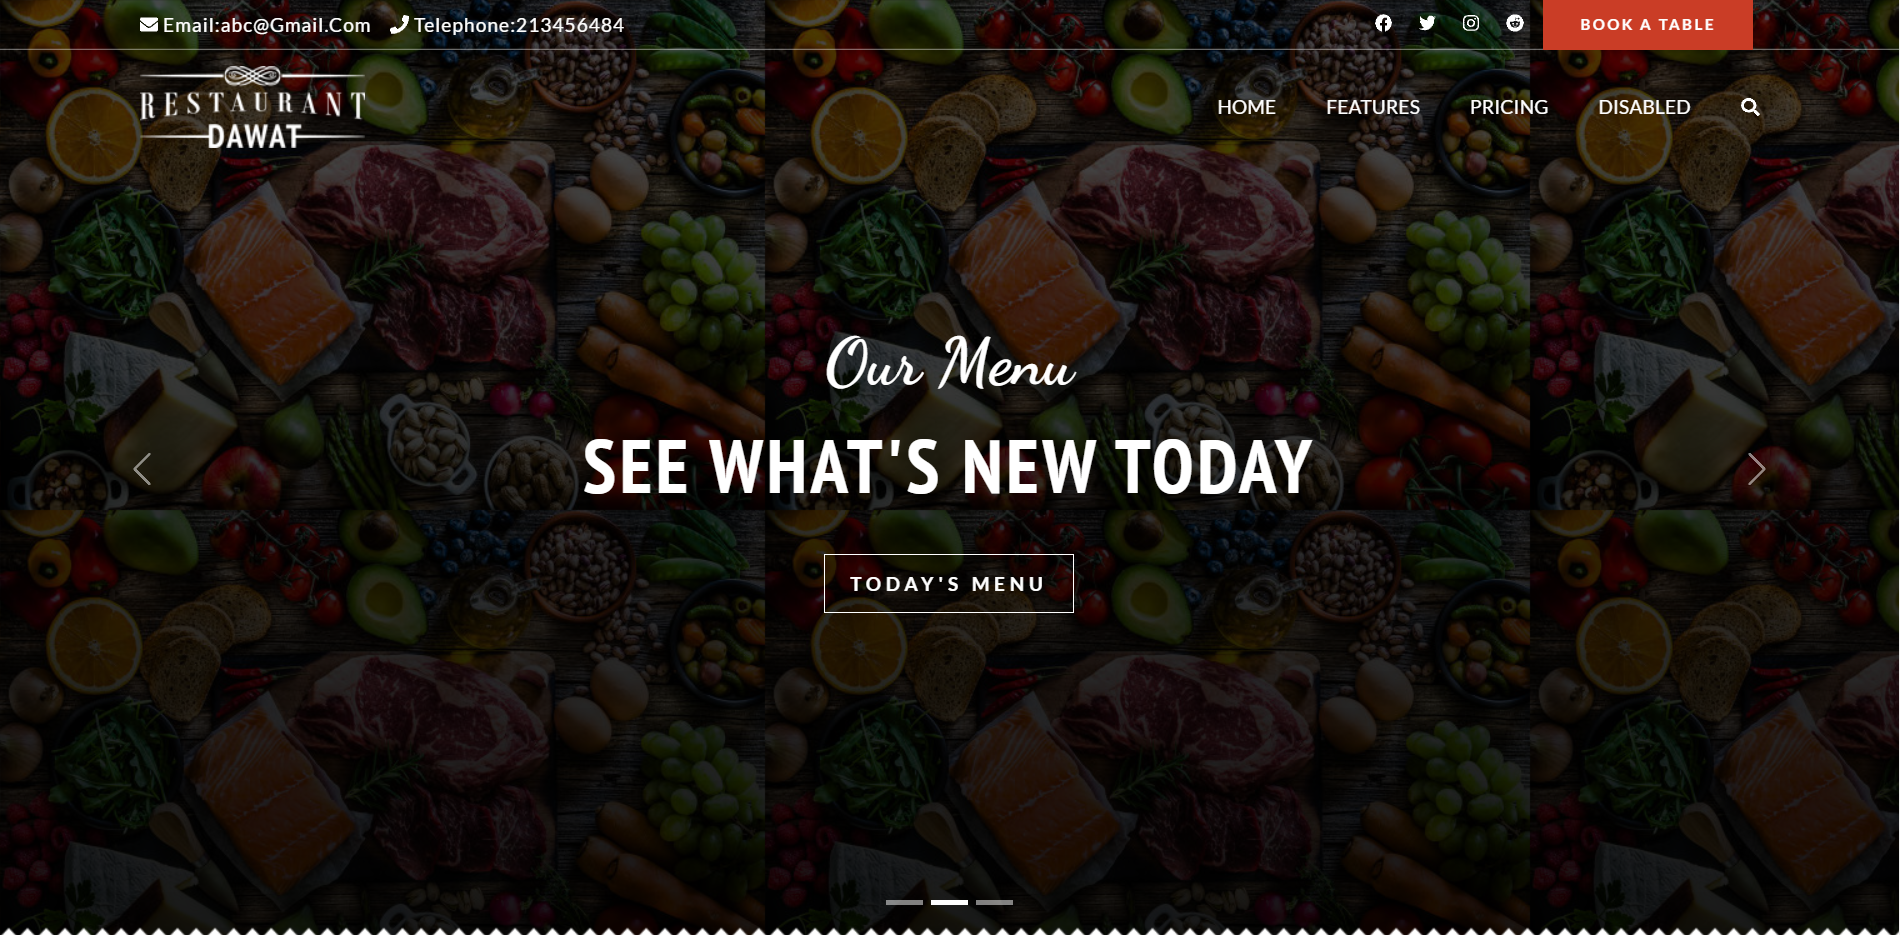 Email:abc@Gmail.Com Telephone:213456484
BOOK A TABLE
RESTAURANT
DAWAT
HOME FEATURES PRICING DISABLED
Our Menu
SEE WHAT'S NEW TODAY
TODAY'S MENU